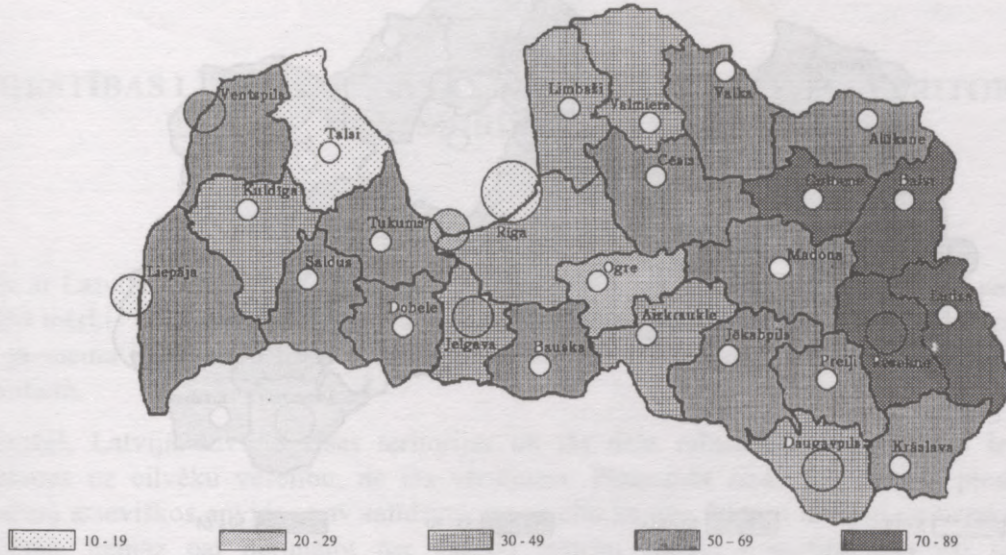 Ventspils
Talsi
Limbaži
Valmiera
Valka
Alūksne
Cēsis
Gulbene
Balvi
Kuldīga
Tukums
Rīga
Liepāja
Saldus
Ogre
Madona
Dobele
Jelgava
Aizkraukle
Ludza
Bauska
Jēkabpils
Preiļi
Rēzekne
Daugavpils
Krāslava
10 - 19
20 - 29
30 - 49
50 - 69
70 - 89